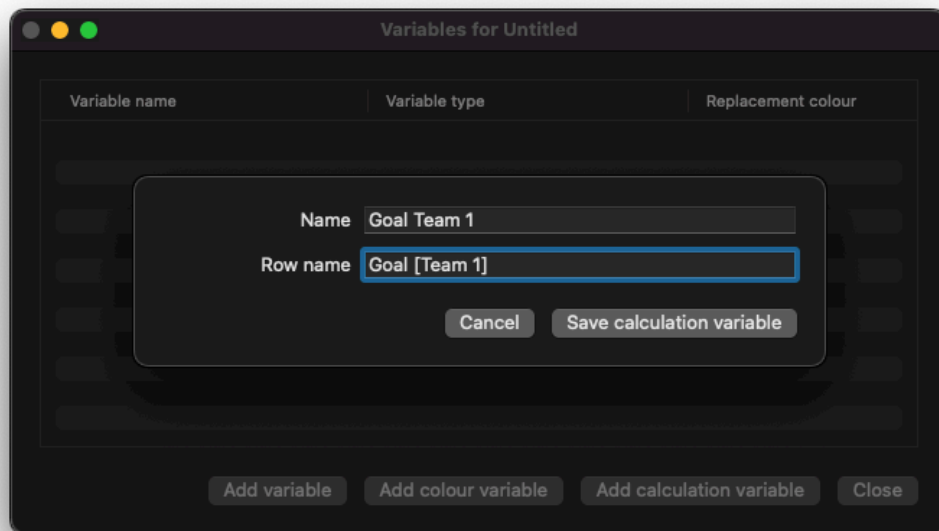 Variables for Untitled
Variable name Variable type Replacement colour
Name Goal Team 1
Row name Goal [Team 1]
Cancel Save calculation variable
Add variable Add colour variable Add calculation variable Close